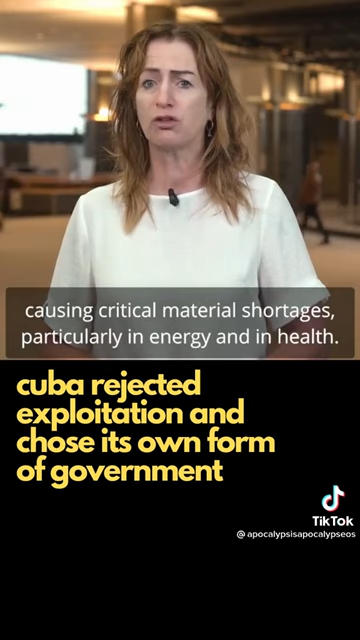 causing critical material shortages,
particularly in energy and in health.
cuba rejected
exploitation and
chose its own form
of government
TikTok
@ apocalypsisapocalypseos